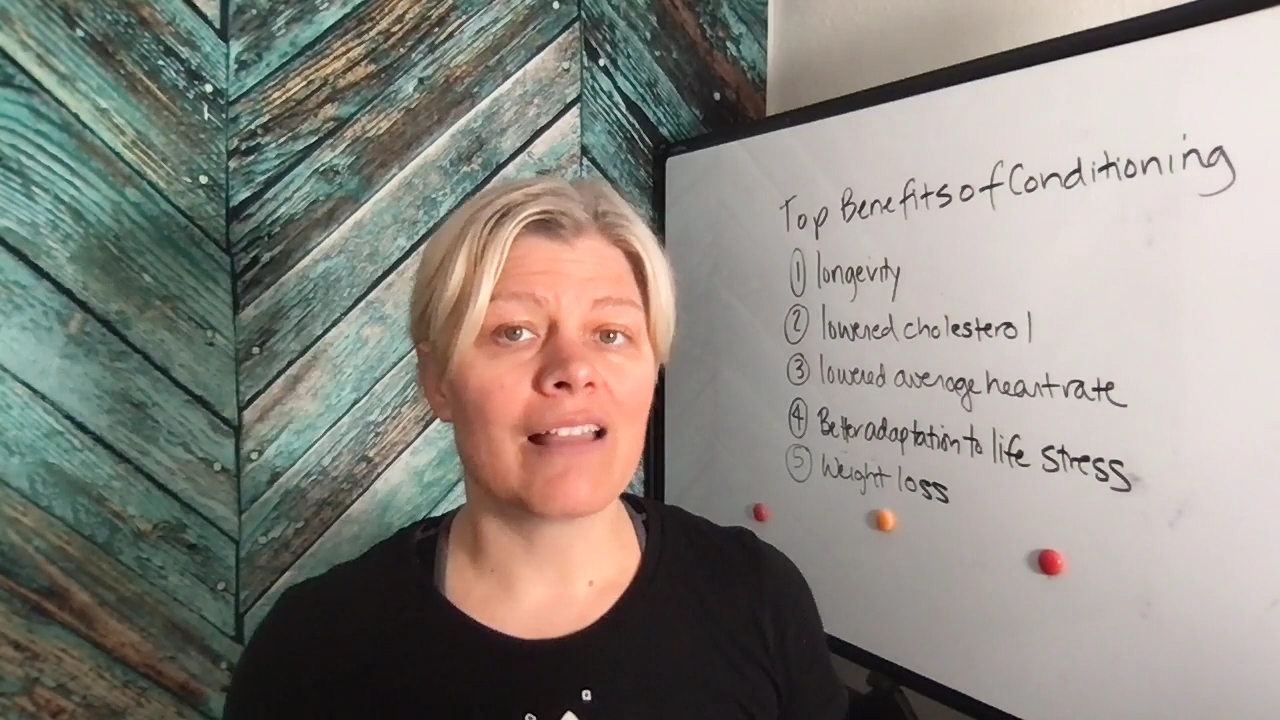 Top Benefits of Conditioning
① longevity
② lowered cholesterol
③ lowered average heart rate
④ Better adaptation to life stress
⑤ Weight loss